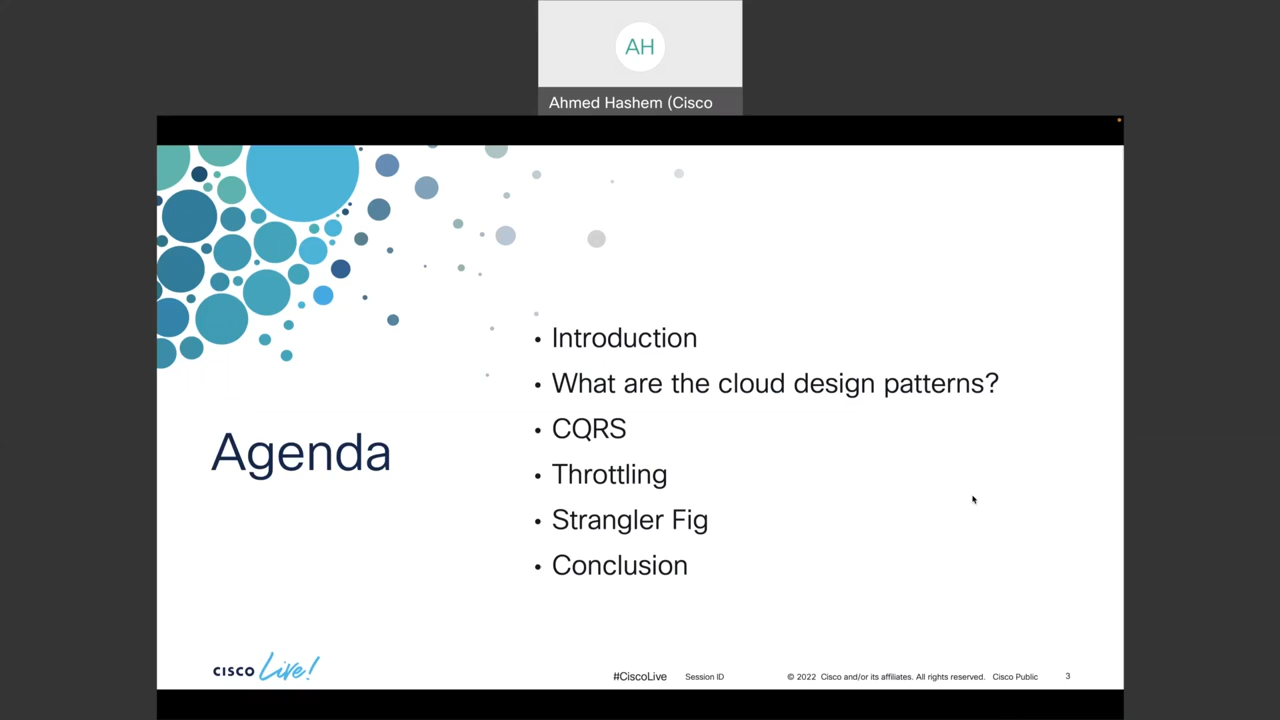 AH
Ahmed Hashem (Cisco
Agenda
• Introduction
• What are the cloud design patterns?
• CQRS
• Throttling
• Strangler Fig
• Conclusion
CISCO Live!
#CiscoLive Session ID © 2022 Cisco and/or its affiliates. All rights reserved. Cisco Public 3